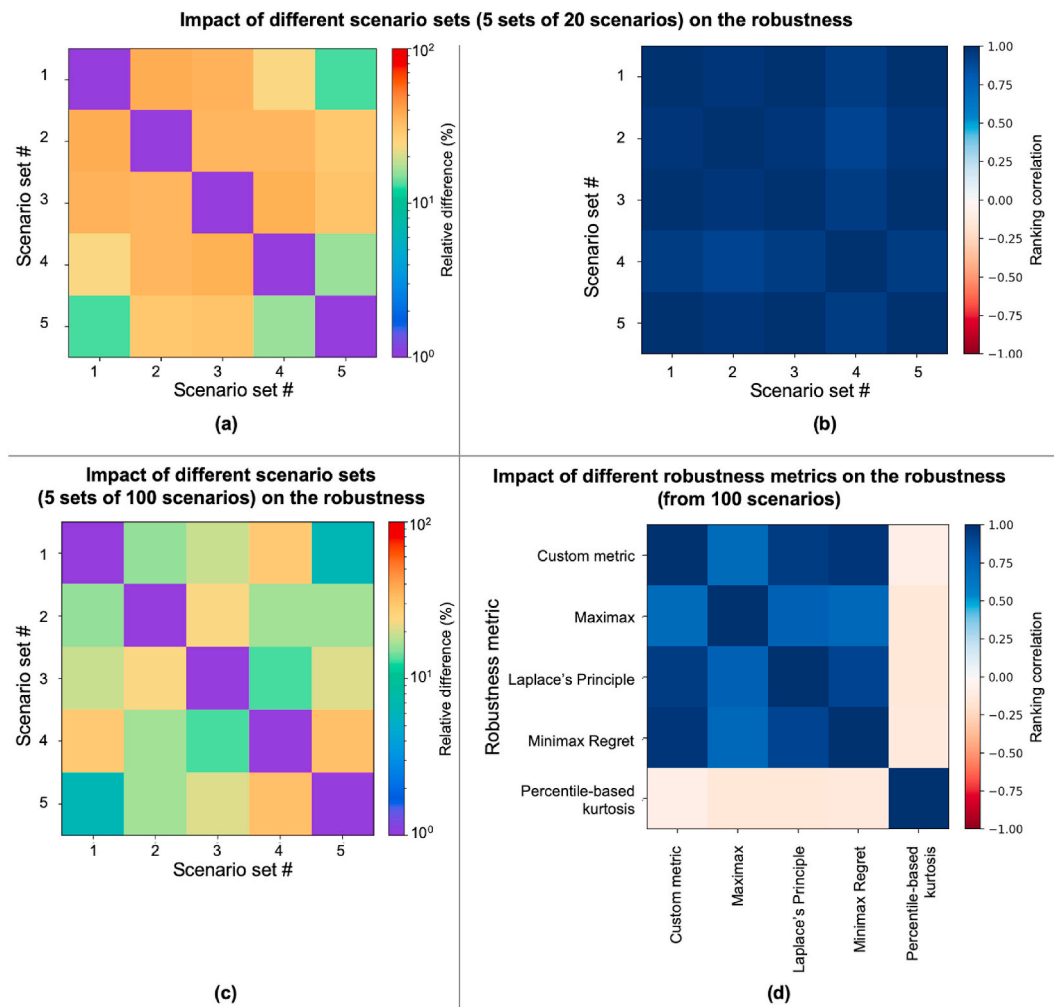 Impact of different scenario sets (5 sets of 20 scenarios) on the robustness
1
2
3
4
5
Scenario set #
1 2 3 4 5
Scenario set #
10²
10¹
10⁰
Relative difference (%)
(a)
1
2
3
4
5
Scenario set #
1 2 3 4 5
Scenario set #
1.00
0.75
0.50
0.25
0.00
−0.25
−0.50
−0.75
−1.00
Ranking correlation
(b)
Impact of different scenario sets
(5 sets of 100 scenarios) on the robustness
1
2
3
4
5
Scenario set #
1 2 3 4 5
Scenario set #
10²
10¹
10⁰
Relative difference (%)
(c)
Impact of different robustness metrics on the robustness
(from 100 scenarios)
Robustness metric
Custom metric
Maximax
Laplace's Principle
Minimax Regret
Percentile-based
kurtosis
Custom metric
Maximax
Laplace's Principle
Minimax Regret
Percentile-based
kurtosis
1.00
0.75
0.50
0.25
0.00
−0.25
−0.50
−0.75
−1.00
Ranking correlation
(d)